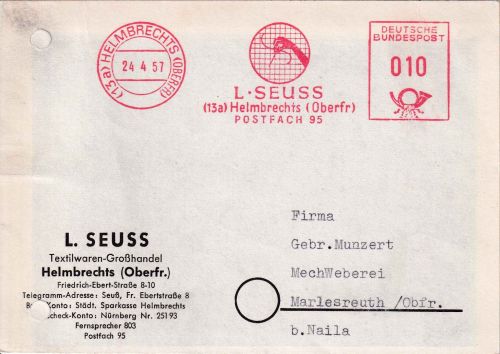 (13a) HELMBRECHTS (OBERFR)
24 4 57
L·SEUSS
(13a) Helmbrechts (Oberfr)
POSTFACH 95
DEUTSCHE
BUNDESPOST
010
L. SEUSS
Textilwaren-Großhandel
Helmbrechts (Oberfr.)
Friedrich-Ebert-Straße 8-10
Telegramm-Adresse: Seuß, Fr. Ebertstraße 8
Konto: Städt. Sparkasse Helmbrechts
scheck-Konto: Nürnberg Nr. 25193
Fernsprecher 803
Postfach 95
Firma
Gebr.Munzert
MechWeberei
Marlesreuth /Obfr.
b.Naila